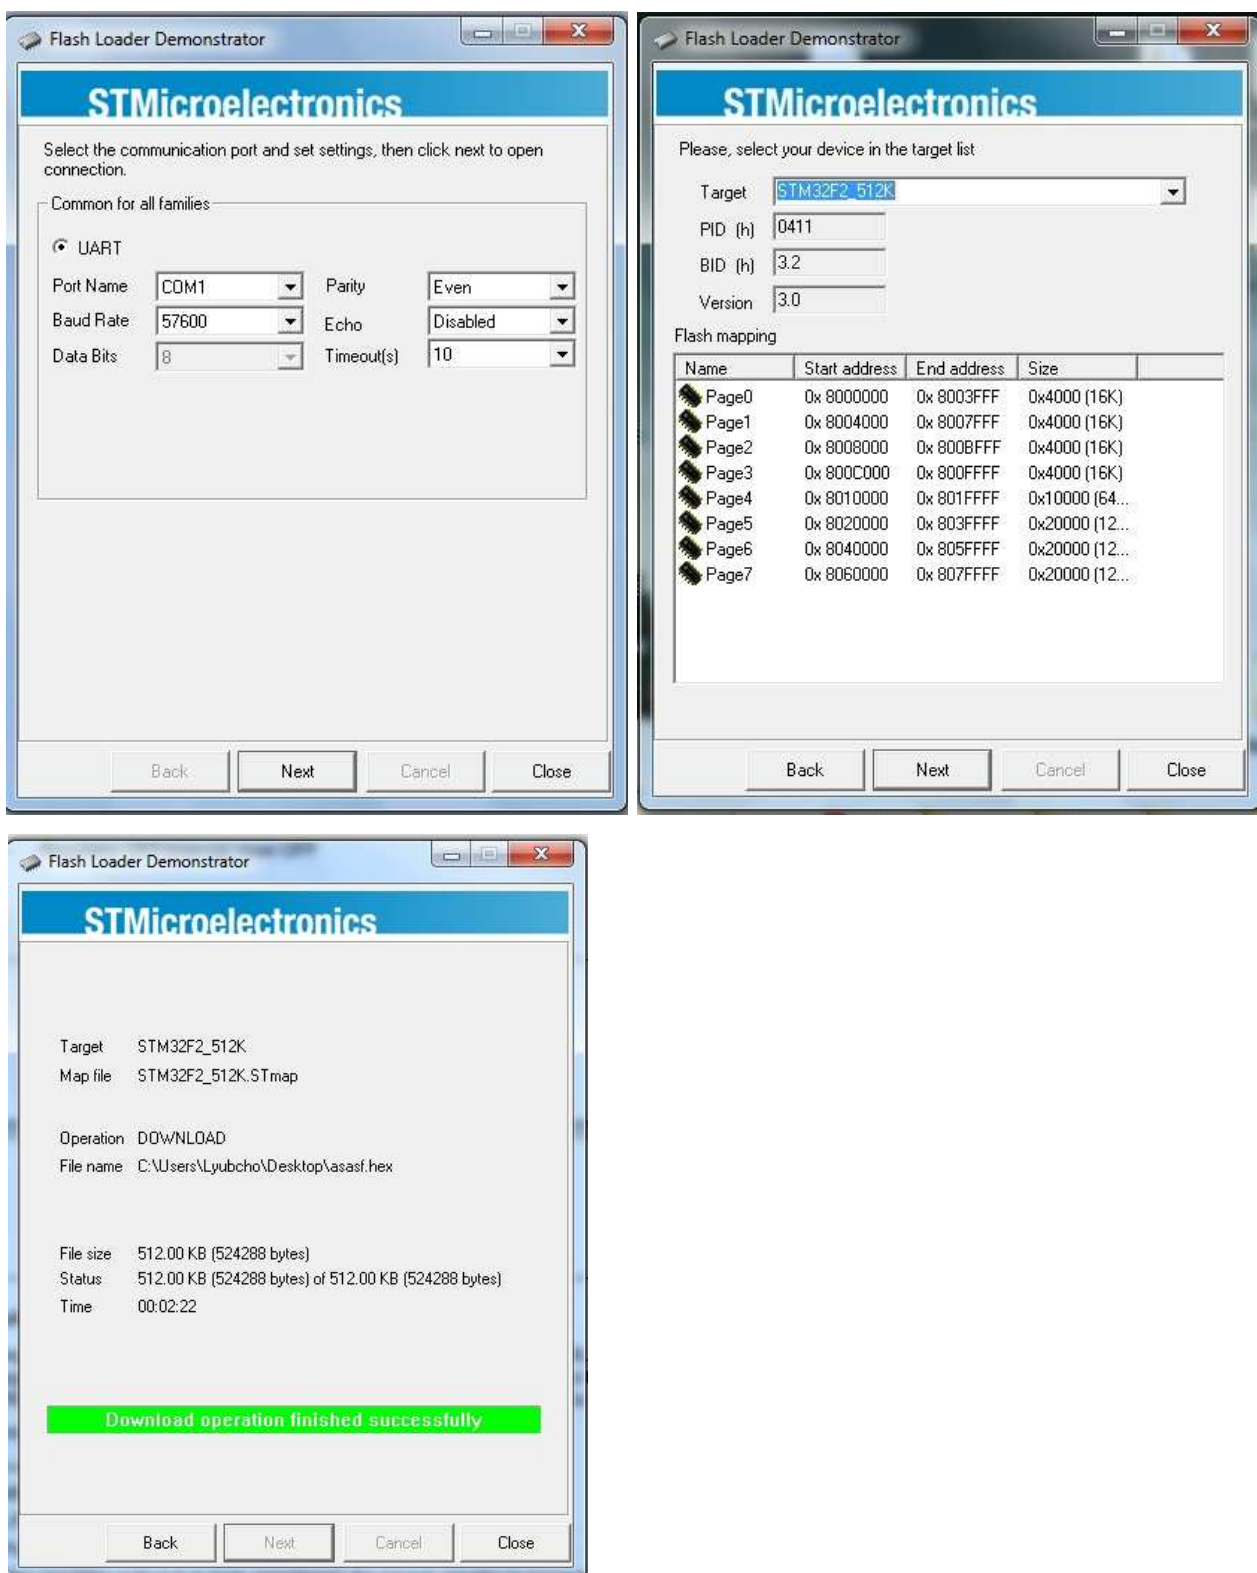 Flash Loader Demonstrator
STMicroelectronics
Select the communication port and set settings, then click next to open
connection.
Common for all families
UART
Port Name COM1 Parity Even
Baud Rate 57600 Echo Disabled
Data Bits 8 Timeout(s) 10
Back Next Cancel Close
Flash Loader Demonstrator
STMicroelectronics
Please, select your device in the target list
Target STM32F2_512K
PID (h) 0411
BID (h) 3.2
Version 3.0
Flash mapping
Name Start address End address Size
Page0 0x 8000000 0x 8003FFF 0x4000 (16K)
Page1 0x 8004000 0x 8007FFF 0x4000 (16K)
Page2 0x 8008000 0x 800BFFF 0x4000 (16K)
Page3 0x 800C000 0x 800FFFF 0x4000 (16K)
Page4 0x 8010000 0x 801FFFF 0x10000 (64...
Page5 0x 8020000 0x 803FFFF 0x20000 (12...
Page6 0x 8040000 0x 805FFFF 0x20000 (12...
Page7 0x 8060000 0x 807FFFF 0x20000 (12...
Back Next Cancel Close
Flash Loader Demonstrator
STMicroelectronics
Target STM32F2_512K
Map file STM32F2_512K.STmap
Operation DOWNLOAD
File name C:\Users\Lyubcho\Desktop\asasf.hex
File size 512.00 KB (524288 bytes)
Status 512.00 KB (524288 bytes) of 512.00 KB (524288 bytes)
Time 00:02:22
Download operation finished successfully
Back Next Cancel Close